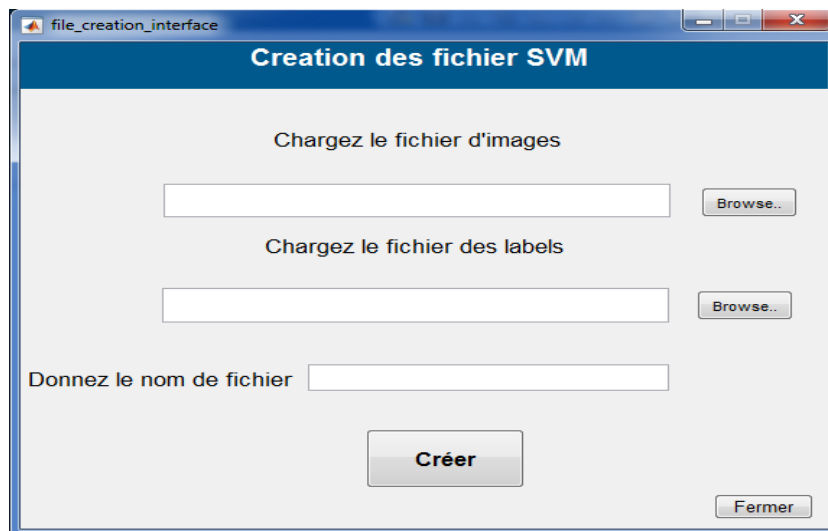 file_creation_interface
Creation des fichier SVM
Chargez le fichier d'images
Browse..
Chargez le fichier des labels
Browse..
Donnez le nom de fichier
Créer
Fermer